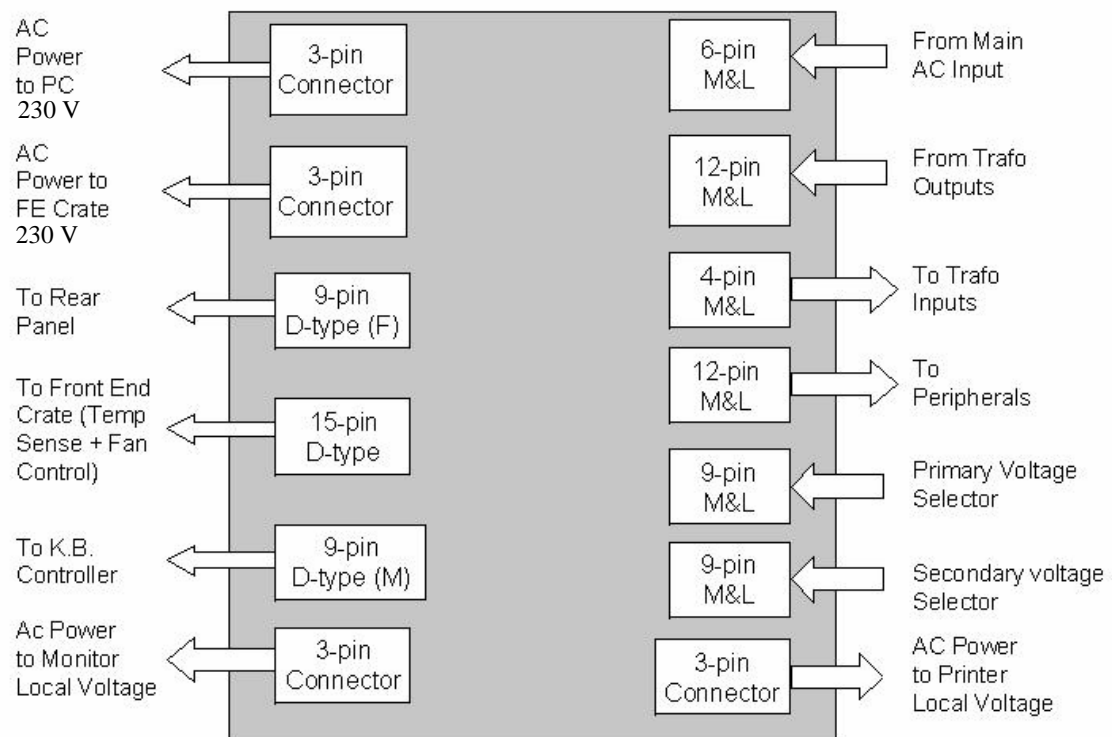 AC
Power
to PC
230 V
3-pin
Connector
AC
Power to
FE Crate
230 V
3-pin
Connector
To Rear
Panel
9-pin
D-type (F)
To Front End
Crate (Temp
Sense + Fan
Control)
15-pin
D-type
To K.B.
Controller
9-pin
D-type (M)
Ac Power
to Monitor
Local Voltage
3-pin
Connector
6-pin
M&L
From Main
AC Input
12-pin
M&L
From Trafo
Outputs
4-pin
M&L
To Trafo
Inputs
12-pin
M&L
To
Peripherals
9-pin
M&L
Primary Voltage
Selector
9-pin
M&L
Secondary voltage
Selector
3-pin
Connector
AC Power
to Printer
Local Voltage